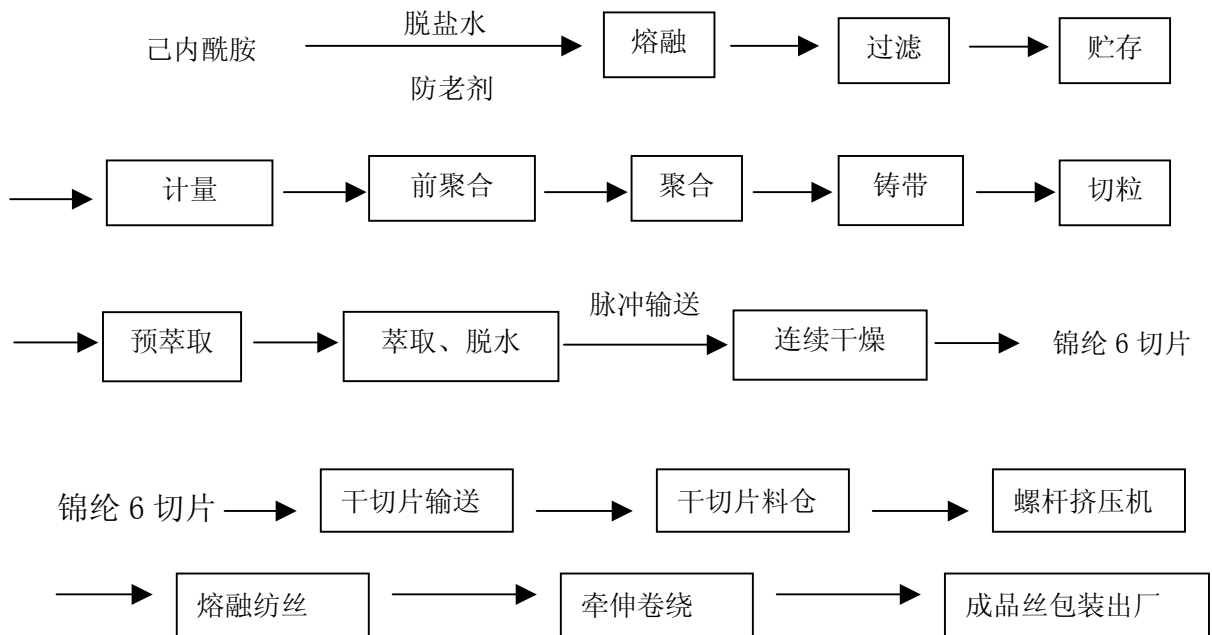 脱盐水
己内酰胺 熔融 过滤 贮存
防老剂
计量 前聚合 聚合 铸带 切粒
脉冲输送
预萃取 萃取、脱水 连续干燥 锦纶 6 切片
锦纶 6 切片 干切片输送 干切片料仓 螺杆挤压机
熔融纺丝 牵伸卷绕 成品丝包装出厂